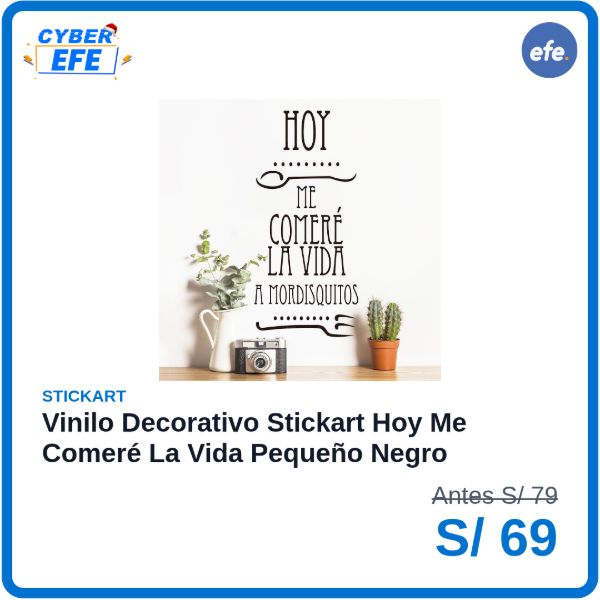 CYBER
EFE
efe.
HOY
ME
COMERÉ
LA VIDA
A MORDISQUITOS
STICKART
Vinilo Decorativo Stickart Hoy Me
Comeré La Vida Pequeño Negro
Antes S/ 79
S/ 69